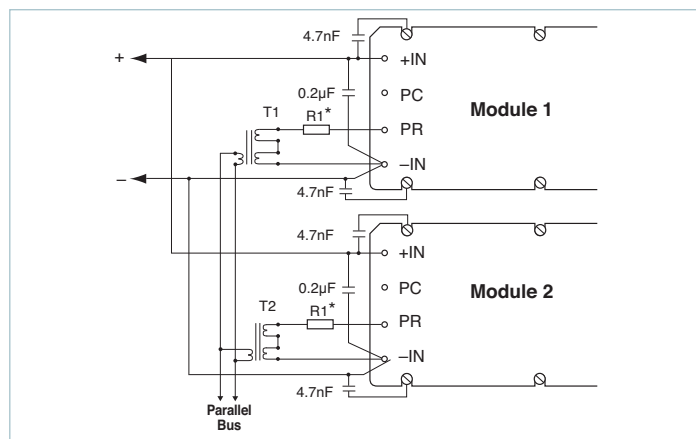 4.7nF
+
+IN
0.2µF
PC
Module 1
T1
R1*
PR
–
–IN
4.7nF
4.7nF
+IN
0.2µF
PC
Module 2
T2
R1*
PR
–IN
4.7nF
Parallel
Bus